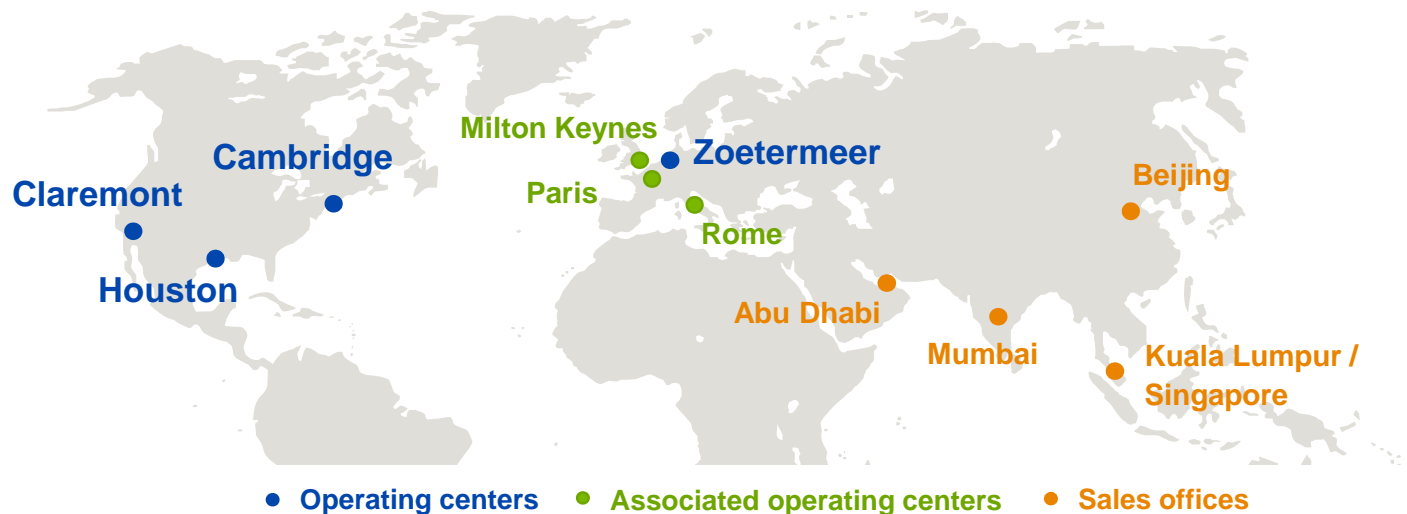 Milton Keynes
Cambridge
Zoetermeer
Claremont
Paris
Beijing
Rome
Houston
Abu Dhabi
Mumbai
Kuala Lumpur /
Singapore
Operating centers
Associated operating centers
Sales offices